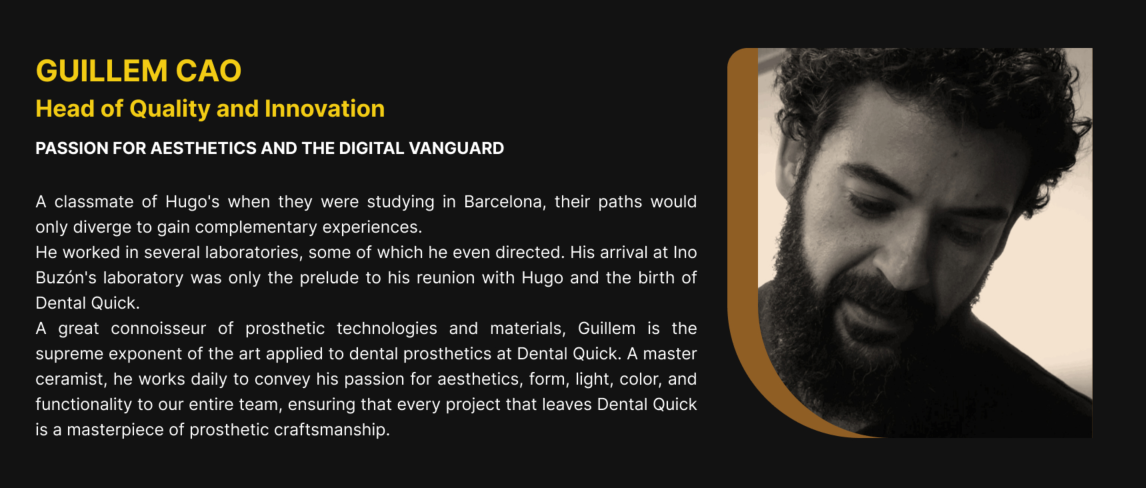 GUILLEM CAO
Head of Quality and Innovation
PASSION FOR AESTHETICS AND THE DIGITAL VANGUARD
A classmate of Hugo's when they were studying in Barcelona, their paths would
only diverge to gain complementary experiences.
He worked in several laboratories, some of which he even directed. His arrival at Ino
Buzón's laboratory was only the prelude to his reunion with Hugo and the birth of
Dental Quick.
A great connoisseur of prosthetic technologies and materials, Guillem is the
supreme exponent of the art applied to dental prosthetics at Dental Quick. A master
ceramist, he works daily to convey his passion for aesthetics, form, light, color, and
functionality to our entire team, ensuring that every project that leaves Dental Quick
is a masterpiece of prosthetic craftsmanship.